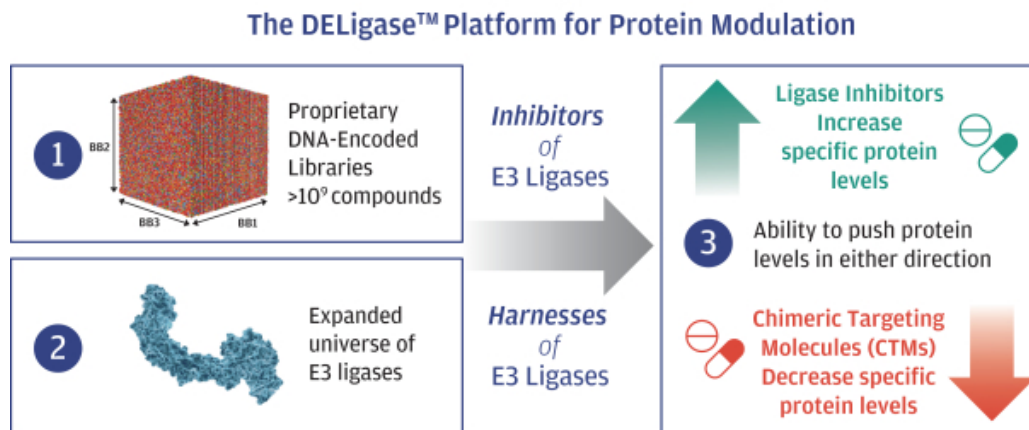 The DELigase™ Platform for Protein Modulation
1
BB2
BB3
BB1
Proprietary
DNA-Encoded
Libraries
>10⁹ compounds
2
Expanded
universe of
E3 ligases
Inhibitors
of
E3 Ligases
Harnesses
of
E3 Ligases
Ligase Inhibitors
Increase
specific protein
levels
3
Ability to push protein
levels in either direction
Chimeric Targeting
Molecules (CTMs)
Decrease specific
protein levels